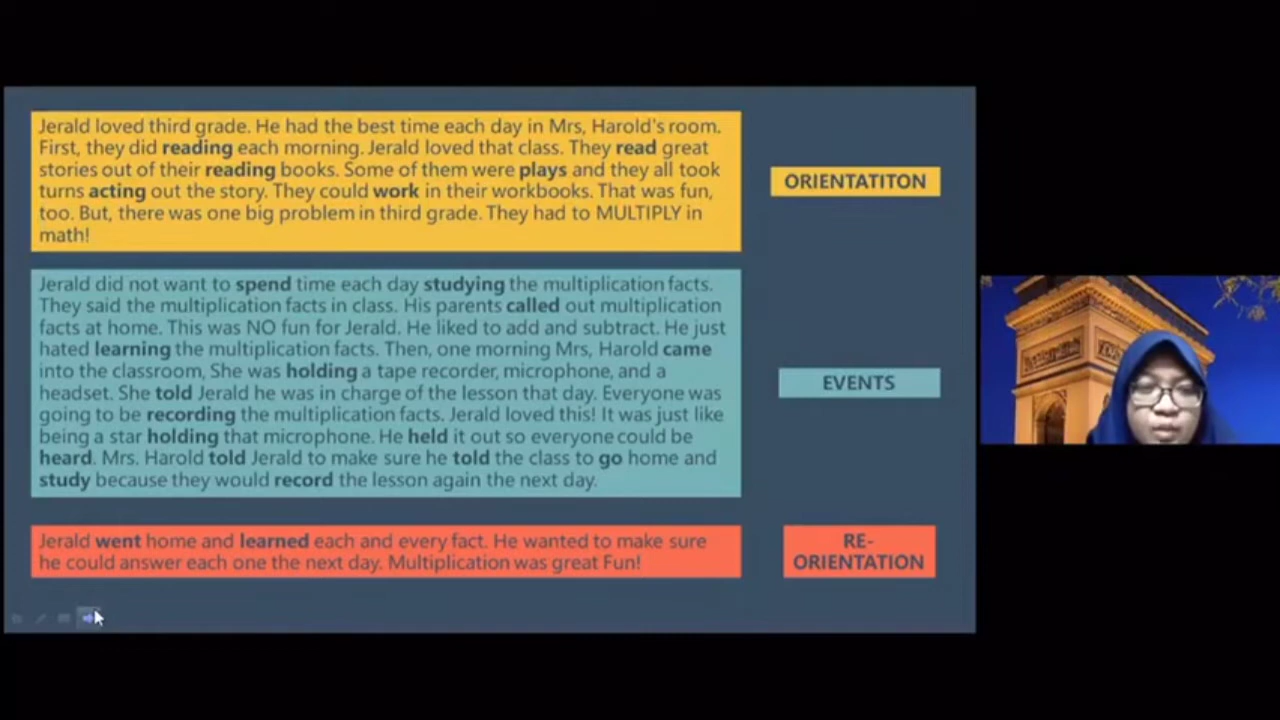 Jerald loved third grade. He had the best time each day in Mrs, Harold's room.
First, they did reading each morning. Jerald loved that class. They read great
stories out of their reading books. Some of them were plays and they all took
turns acting out the story. They could work in their workbooks. That was fun,
too. But, there was one big problem in third grade. They had to MULTIPLY in
math!
ORIENTATITON
Jerald did not want to spend time each day studying the multiplication facts.
They said the multiplication facts in class. His parents called out multiplication
facts at home. This was NO fun for Jerald. He liked to add and subtract. He just
hated learning the multiplication facts. Then, one morning Mrs, Harold came
into the classroom, She was holding a tape recorder, microphone, and a
headset. She told Jerald he was in charge of the lesson that day. Everyone was
going to be recording the multiplication facts. Jerald loved this! It was just like
being a star holding that microphone. He held it out so everyone could be
heard. Mrs. Harold told Jerald to make sure he told the class to go home and
study because they would record the lesson again the next day.
EVENTS
Jerald went home and learned each and every fact. He wanted to make sure
he could answer each one the next day. Multiplication was great Fun!
RE-
ORIENTATION